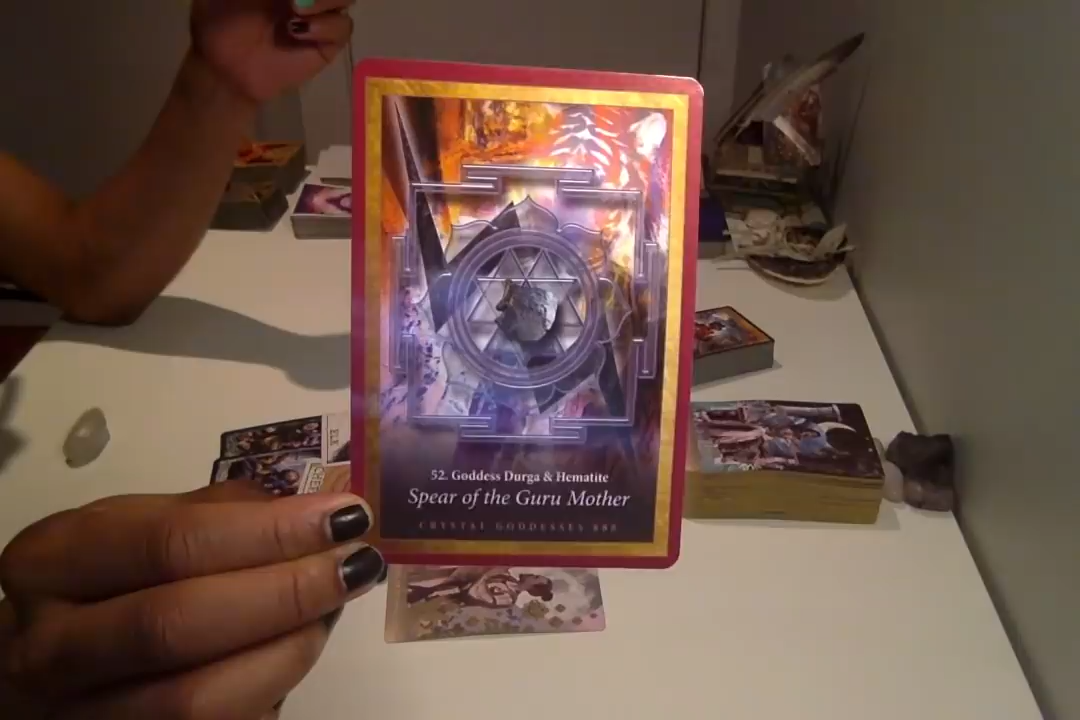 52. Goddess Durga & Hematite
Spear of the Guru Mother
CRYSTAL GODDESSES 888